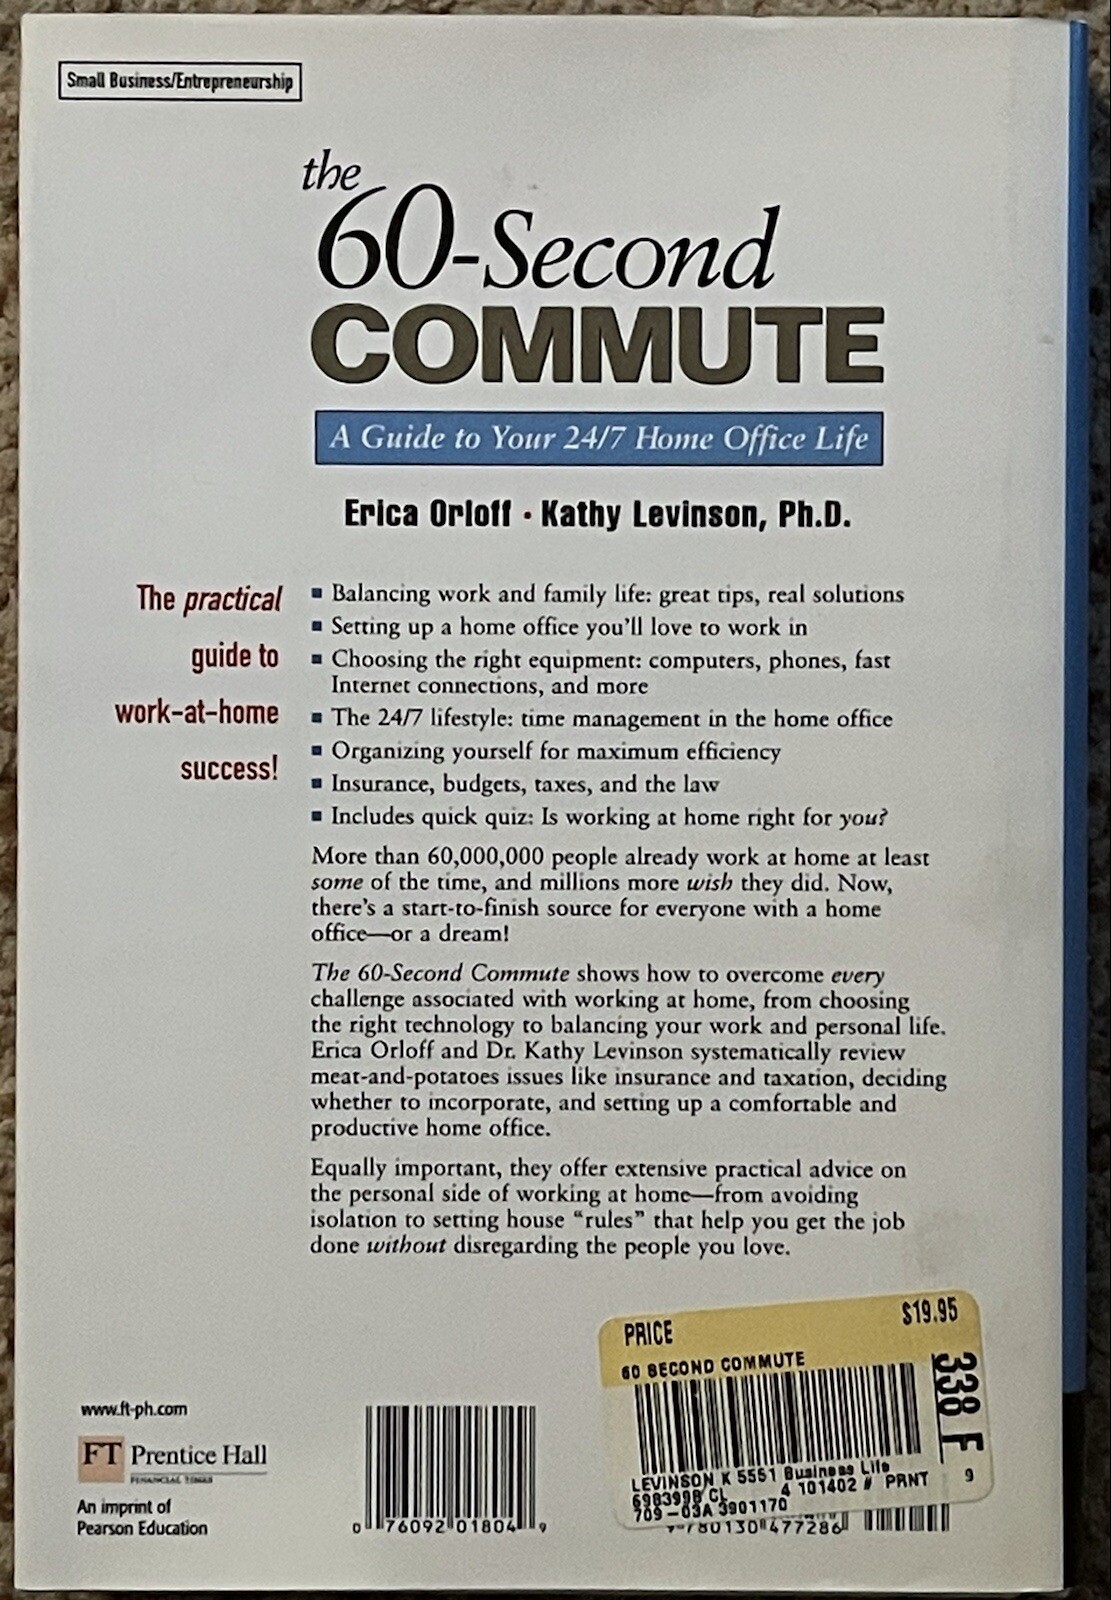 Small Business/Entrepreneurship
the
60-Second
COMMUTE
A Guide to Your 24/7 Home Office Life
Erica Orloff • Kathy Levinson, Ph.D.
The practical
guide to
work-at-home
success!
▪ Balancing work and family life: great tips, real solutions
▪ Setting up a home office you'll love to work in
▪ Choosing the right equipment: computers, phones, fast
Internet connections, and more
▪ The 24/7 lifestyle: time management in the home office
▪ Organizing yourself for maximum efficiency
▪ Insurance, budgets, taxes, and the law
▪ Includes quick quiz: Is working at home right for you?
More than 60,000,000 people already work at home at least
some of the time, and millions more wish they did. Now,
there's a start-to-finish source for everyone with a home
office—or a dream!
The 60-Second Commute shows how to overcome every
challenge associated with working at home, from choosing
the right technology to balancing your work and personal life.
Erica Orloff and Dr. Kathy Levinson systematically review
meat-and-potatoes issues like insurance and taxation, deciding
whether to incorporate, and setting up a comfortable and
productive home office.
Equally important, they offer extensive practical advice on
the personal side of working at home—from avoiding
isolation to setting house "rules" that help you get the job
done without disregarding the people you love.
www.ft-ph.com
FT Prentice Hall
FINANCIAL TIMES
An imprint of
Pearson Education
0 76092 01804 9
PRICE $19.95
60 SECOND COMMUTE
338 F
9
LEVINSON K 5551 Business Life
6983998 CL 4 101402 # PRNT
709-03A 3901170
9 780130 477286